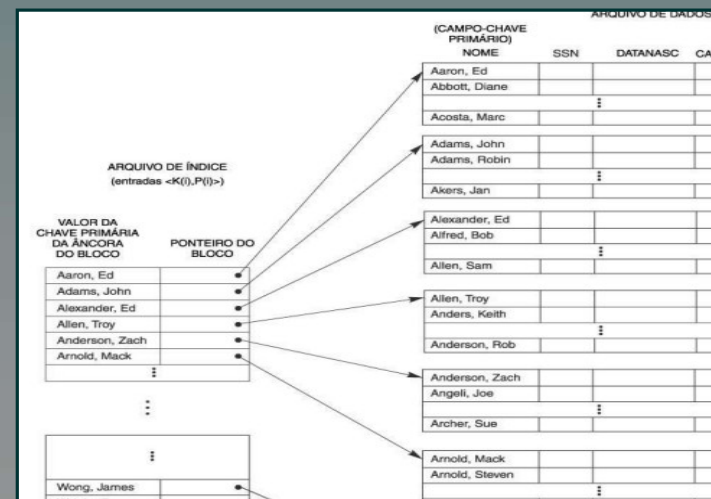 ARQUIVO DE DADOS
(CAMPO-CHAVE
PRIMÁRIO)
NOME SSN DATANASC CA
Aaron, Ed
Abbott, Diane
Acosta, Marc
Adams, John
Adams, Robin
Akers, Jan
Alexander, Ed
Alfred, Bob
Allen, Sam
Allen, Troy
Anders, Keith
Anderson, Rob
Anderson, Zach
Angeli, Joe
Archer, Sue
Arnold, Mack
Arnold, Steven
ARQUIVO DE ÍNDICE
(entradas <K(i),P(i)>)
VALOR DA
CHAVE PRIMÁRIA
DA ÂNCORA
DO BLOCO
PONTEIRO DO
BLOCO
Aaron, Ed
Adams, John
Alexander, Ed
Allen, Troy
Anderson, Zach
Arnold, Mack
Wong, James